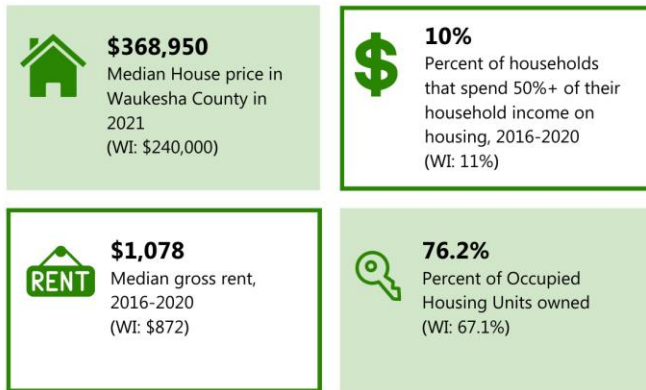 $368,950
Median House price in
Waukesha County in
2021
(WI: $240,000)
10%
Percent of households
that spend 50%+ of their
household income on
housing, 2016-2020
(WI: 11%)
RENT
$1,078
Median gross rent,
2016-2020
(WI: $872)
76.2%
Percent of Occupied
Housing Units owned
(WI: 67.1%)